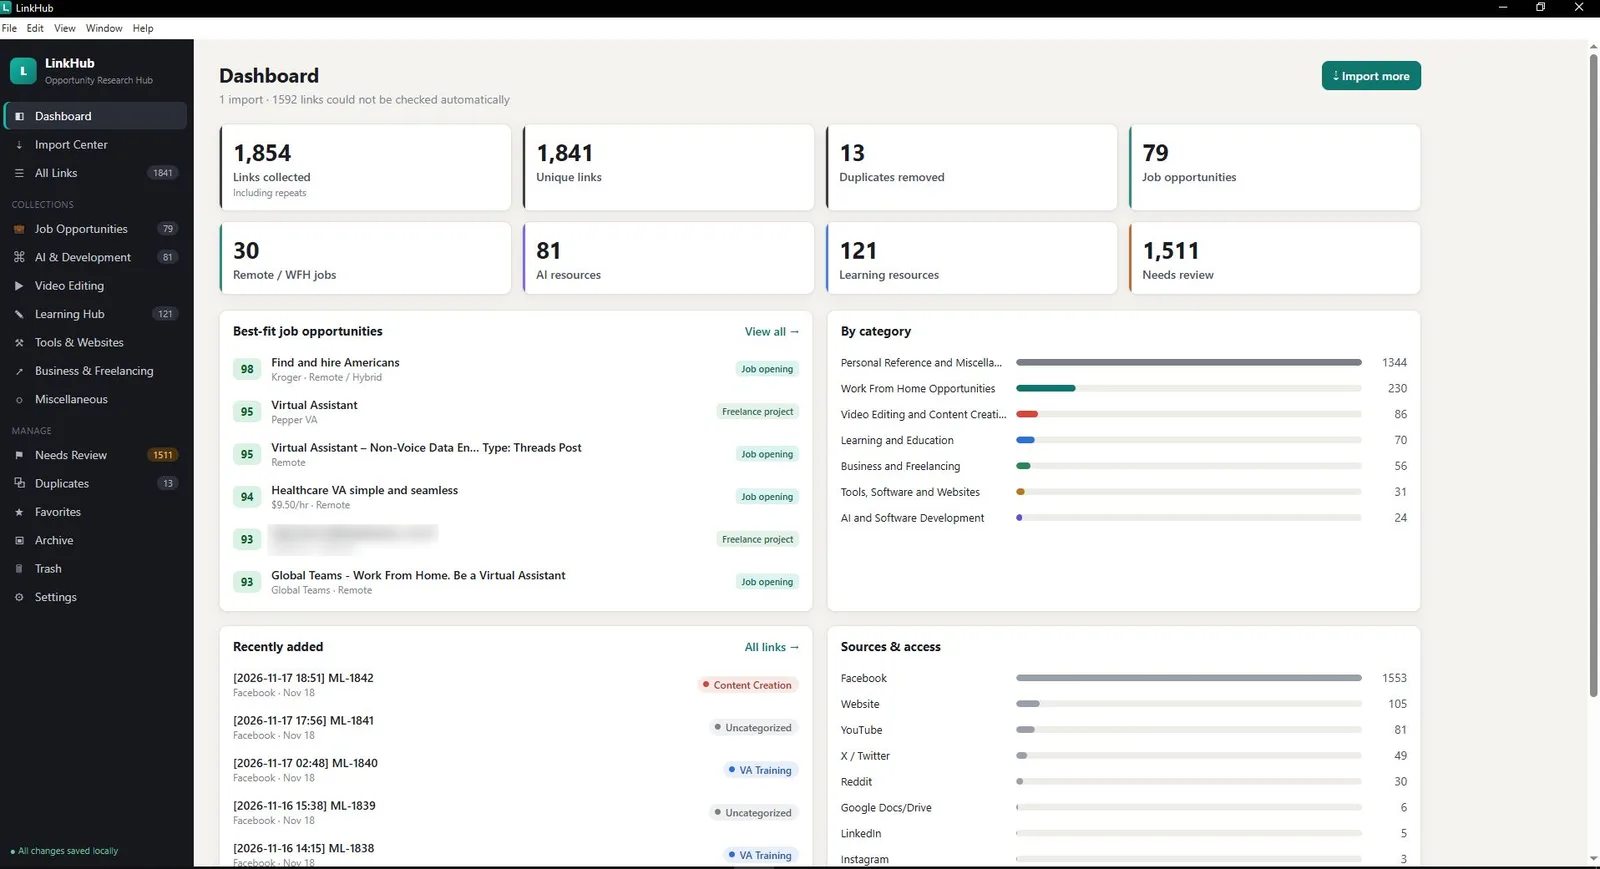 LinkHub
File Edit View Window Help
L
LinkHub
Opportunity Research Hub
Dashboard
Import Center
All Links 1841
COLLECTIONS
Job Opportunities 79
AI & Development 81
Video Editing
Learning Hub 121
Tools & Websites
Business & Freelancing
Miscellaneous
MANAGE
Needs Review 1511
Duplicates 13
Favorites
Archive
Trash
Settings
All changes saved locally
Dashboard
1 import · 1592 links could not be checked automatically
↓ Import more
1,854
Links collected
Including repeats
1,841
Unique links
13
Duplicates removed
79
Job opportunities
30
Remote / WFH jobs
81
AI resources
121
Learning resources
1,511
Needs review
Best-fit job opportunities View all →
98 Find and hire Americans Job opening
Kroger · Remote / Hybrid
95 Virtual Assistant Freelance project
Pepper VA
95 Virtual Assistant – Non-Voice Data En... Type: Threads Post Job opening
Remote
94 Healthcare VA simple and seamless Job opening
$9.50/hr · Remote
93 Freelance project
93 Global Teams - Work From Home. Be a Virtual Assistant Job opening
Global Teams · Remote
By category
Personal Reference and Miscella... 1344
Work From Home Opportunities 230
Video Editing and Content Creati... 86
Learning and Education 70
Business and Freelancing 56
Tools, Software and Websites 31
AI and Software Development 24
Recently added All links →
[2026-11-17 18:51] ML-1842 Content Creation
Facebook · Nov 18
[2026-11-17 17:56] ML-1841 Uncategorized
Facebook · Nov 18
[2026-11-17 02:48] ML-1840 VA Training
Facebook · Nov 18
[2026-11-16 15:38] ML-1839 Uncategorized
Facebook · Nov 18
[2026-11-16 14:15] ML-1838 VA Training
Facebook · Nov 18
Sources & access
Facebook 1553
Website 105
YouTube 81
X / Twitter 49
Reddit 30
Google Docs/Drive 6
LinkedIn 5
Instagram 3